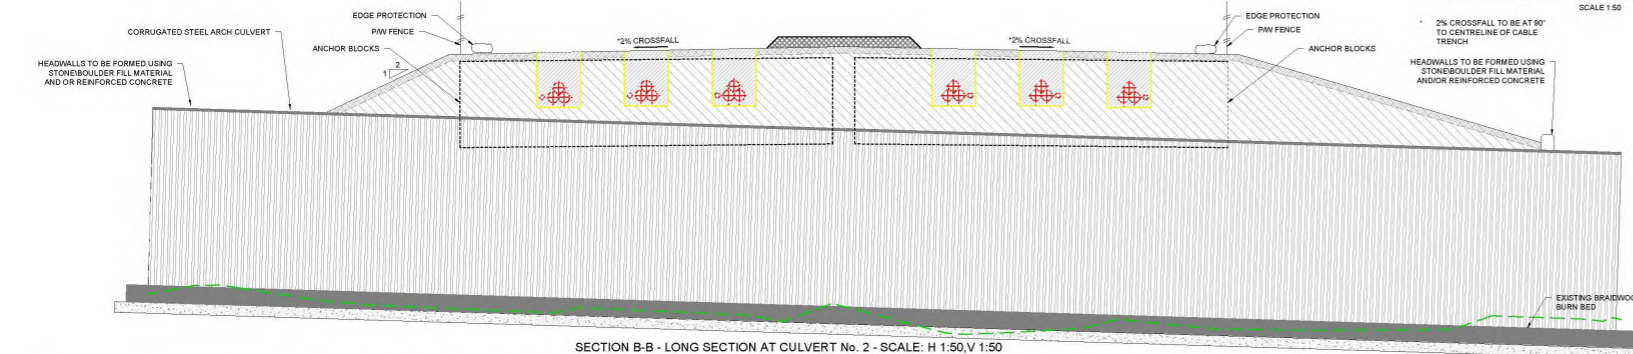 SCALE 1:50
EDGE PROTECTION
P/W FENCE
CORRUGATED STEEL ARCH CULVERT
ANCHOR BLOCKS
HEADWALLS TO BE FORMED USING
STONE/BOULDER FILL MATERIAL
AND/OR REINFORCED CONCRETE
1
2
*2% CROSSFALL
*2% CROSSFALL
EDGE PROTECTION
P/W FENCE
ANCHOR BLOCKS
* 2% CROSSFALL TO BE AT 90°
TO CENTRELINE OF CABLE
TRENCH
HEADWALLS TO BE FORMED USING
STONE/BOULDER FILL MATERIAL
AND/OR REINFORCED CONCRETE
EXISTING BRAIDWOO
BURN BED
SECTION B-B - LONG SECTION AT CULVERT No. 2 - SCALE: H 1:50,V 1:50